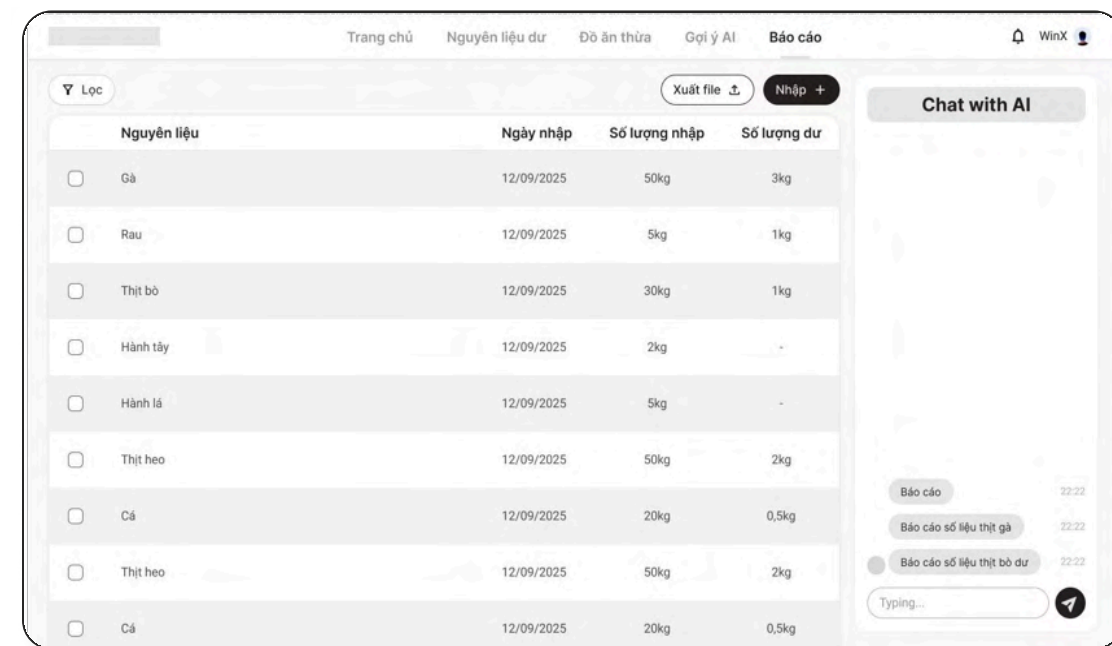 Trang chủ Nguyên liệu dư Đồ ăn thừa Gợi ý AI Báo cáo WinX
Lọc Xuất file Nhập +
Nguyên liệu Ngày nhập Số lượng nhập Số lượng dư
Gà 12/09/2025 50kg 3kg
Rau 12/09/2025 5kg 1kg
Thịt bò 12/09/2025 30kg 1kg
Hành tây 12/09/2025 2kg -
Hành lá 12/09/2025 5kg -
Thịt heo 12/09/2025 50kg 2kg
Cá 12/09/2025 20kg 0,5kg
Thịt heo 12/09/2025 50kg 2kg
Cá 12/09/2025 20kg 0,5kg
Chat with AI
Báo cáo 22:22
Báo cáo số liệu thịt gà 22:22
Báo cáo số liệu thịt bò dư 22:22
Typing...